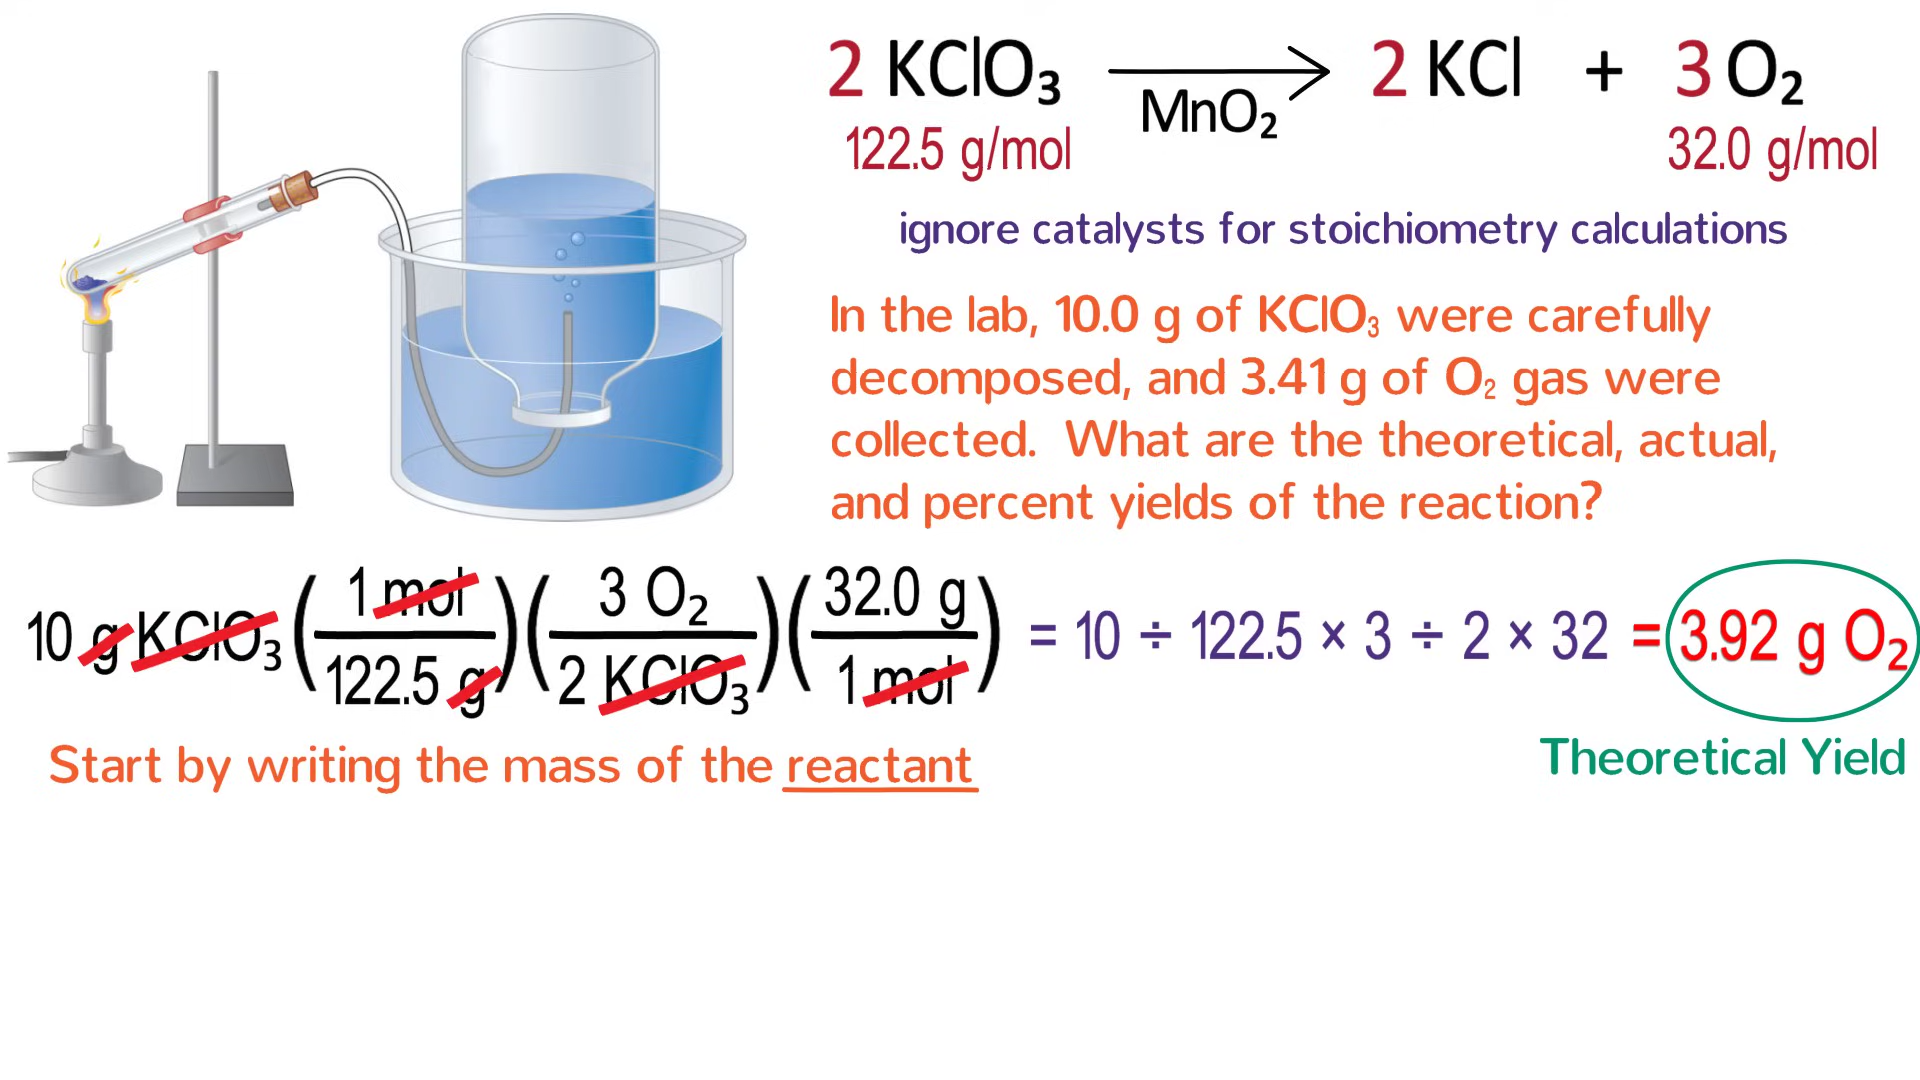 2 KClO₃ → 2 KCl + 3 O₂
MnO₂
122.5 g/mol 32.0 g/mol
ignore catalysts for stoichiometry calculations
In the lab, 10.0 g of KClO₃ were carefully
decomposed, and 3.41 g of O₂ gas were
collected. What are the theoretical, actual,
and percent yields of the reaction?
10 g KClO₃ (1 mol / 122.5 g) (3 O₂ / 2 KClO₃) (32.0 g / 1 mol) = 10 ÷ 122.5 × 3 ÷ 2 × 32 = 3.92 g O₂
Start by writing the mass of the reactant
Theoretical Yield